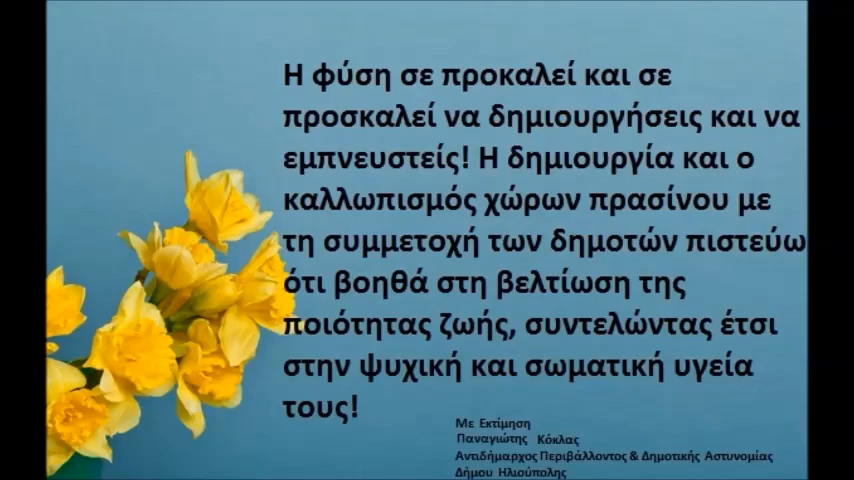 Η φύση σε προκαλεί και σε
προσκαλεί να δημιουργήσεις και να
εμπνευστείς! Η δημιουργία και ο
καλλωπισμός χώρων πρασίνου με
τη συμμετοχή των δημοτών πιστεύω
ότι βοηθά στη βελτίωση της
ποιότητας ζωής, συντελώντας έτσι
στην ψυχική και σωματική υγεία
τους!
Με Εκτίμηση
Παναγιώτης Κόκλας
Αντιδήμαρχος Περιβάλλοντος & Δημοτικής Αστυνομίας
Δήμου Ηλιούπολης